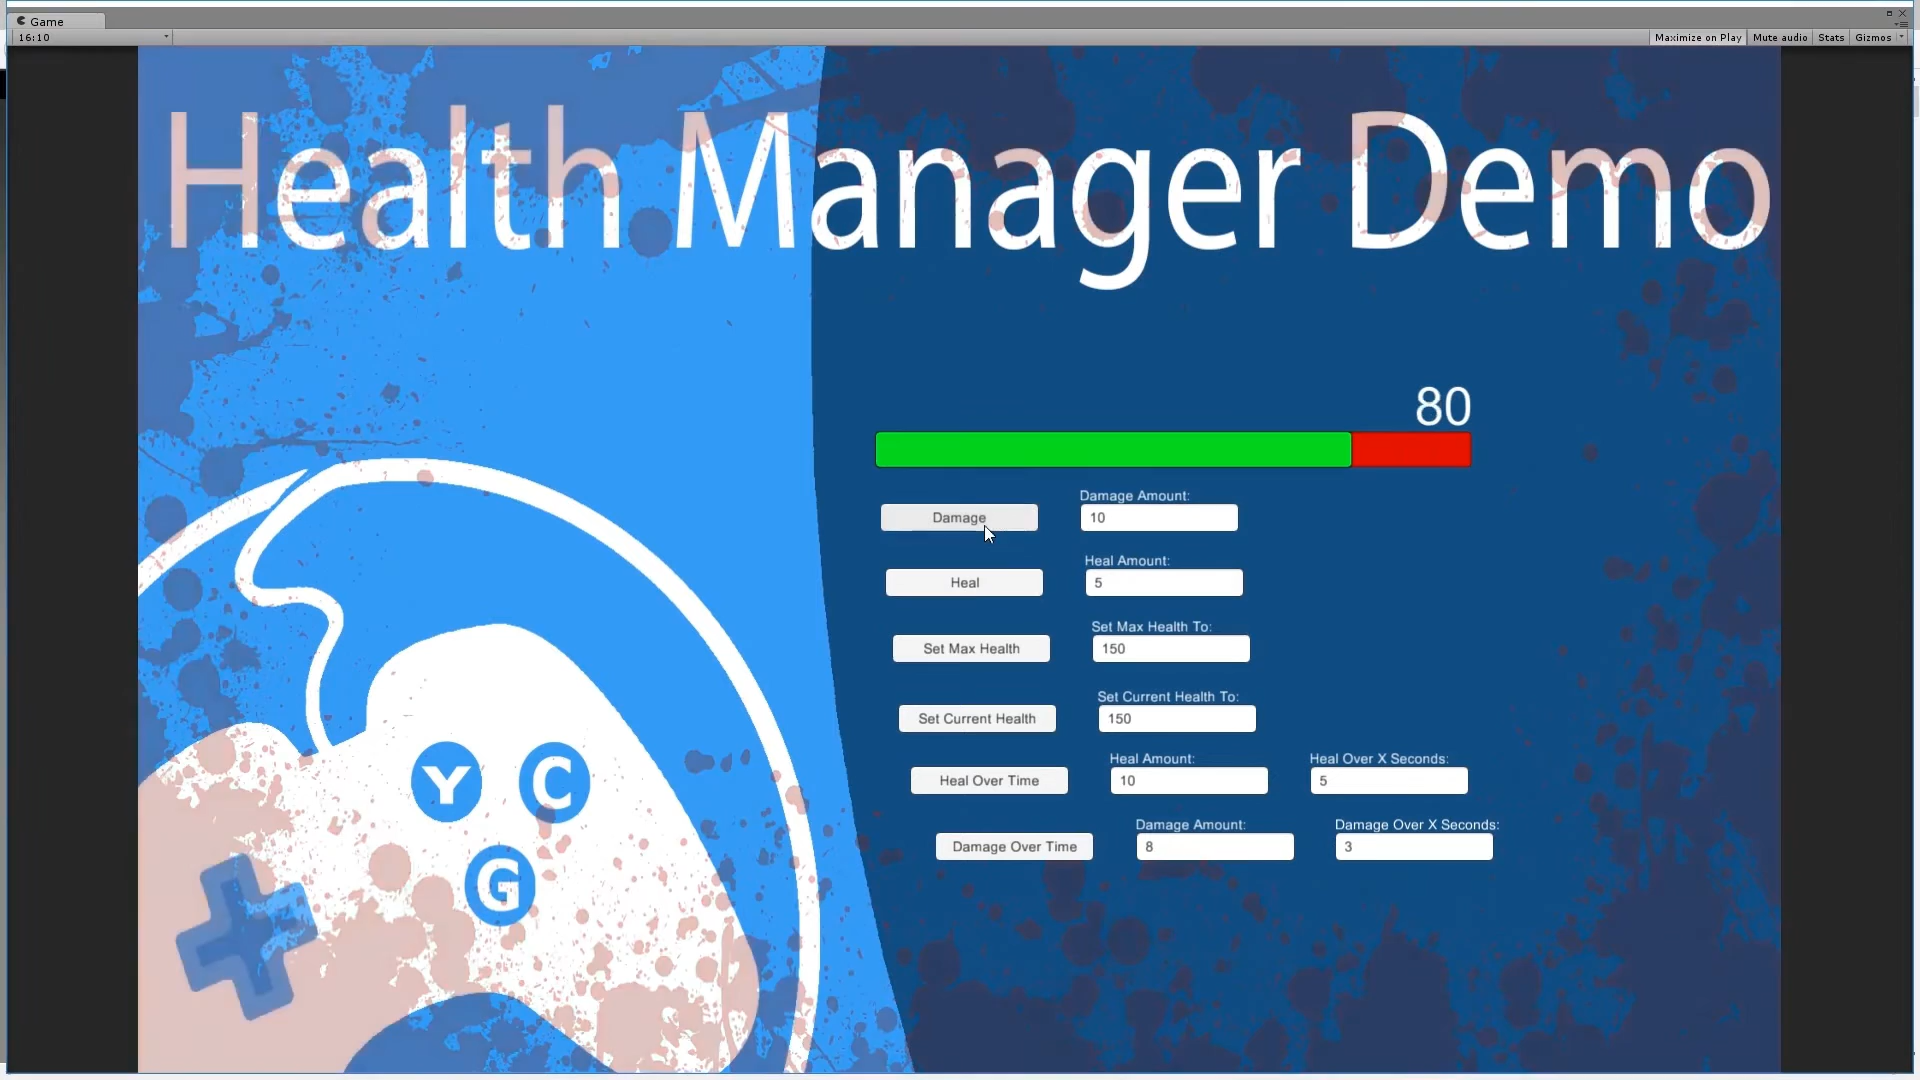 Game
16:10
Maximize on Play Mute audio Stats Gizmos
Health Manager Demo
80
Damage Amount:
Damage 10
Heal Amount:
Heal 5
Set Max Health To:
Set Max Health 150
Set Current Health To:
Set Current Health 150
Heal Amount: Heal Over X Seconds:
Heal Over Time 10 5
Damage Amount: Damage Over X Seconds:
Damage Over Time 8 3
Y C
G